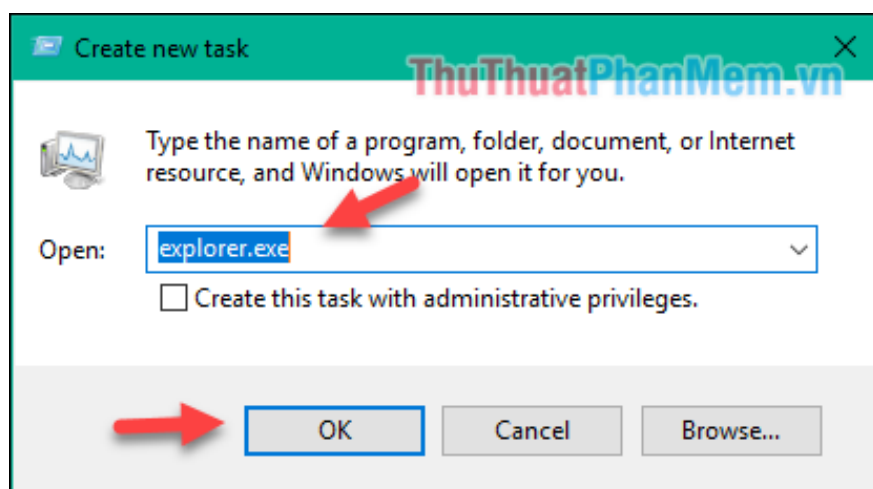 Create new task
ThuThuatPhanMem.vn
Type the name of a program, folder, document, or Internet
resource, and Windows will open it for you.
Open: explorer.exe
Create this task with administrative privileges.
OK Cancel Browse...